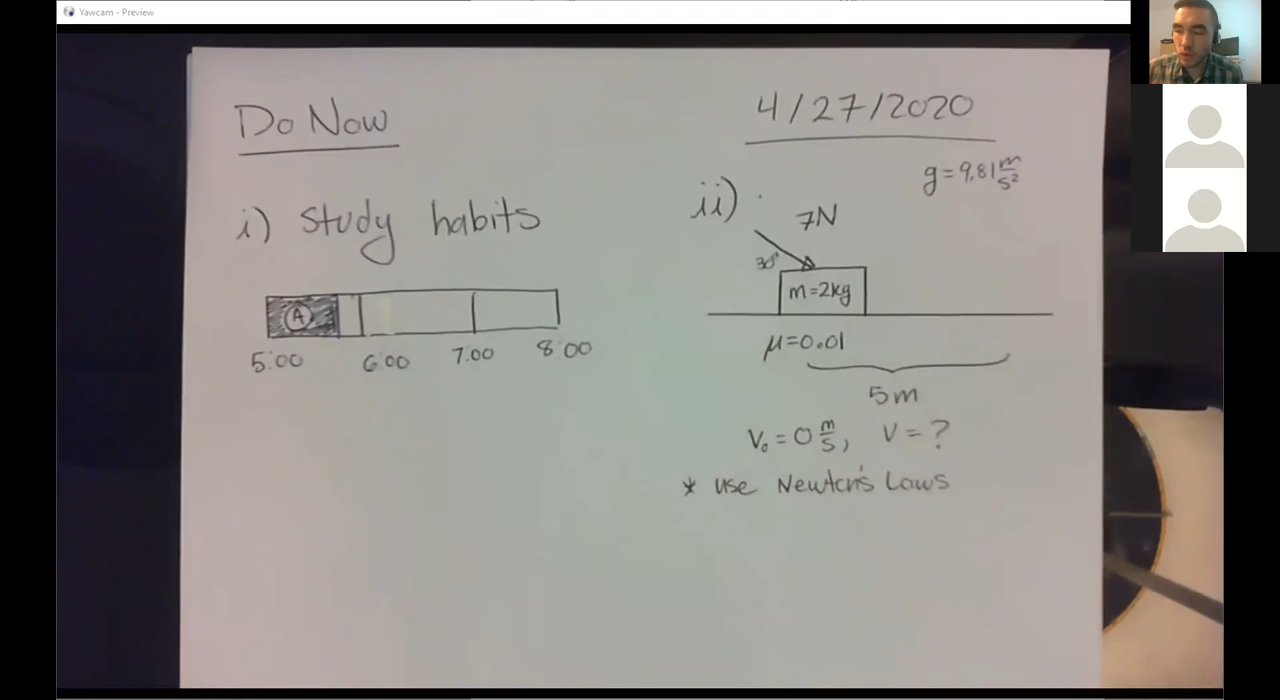 Yawcam - Preview
Do Now
4/27/2020
g = 9.81 m/s²
i) Study habits
ii)
7N
30°
m=2kg
A
5:00 6:00 7:00 8:00
μ=0.01
5m
V₀ = 0 m/s, V = ?
* use Newton's Laws